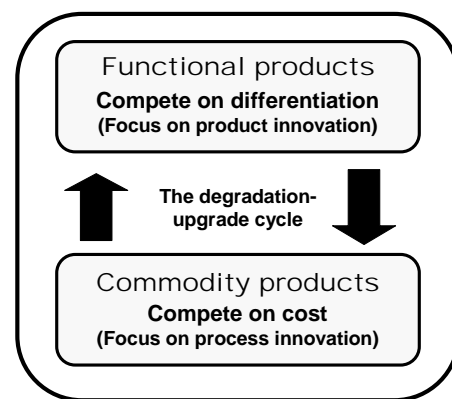 Functional products
Compete on differentiation
(Focus on product innovation)
The degradation-
upgrade cycle
Commodity products
Compete on cost
(Focus on process innovation)